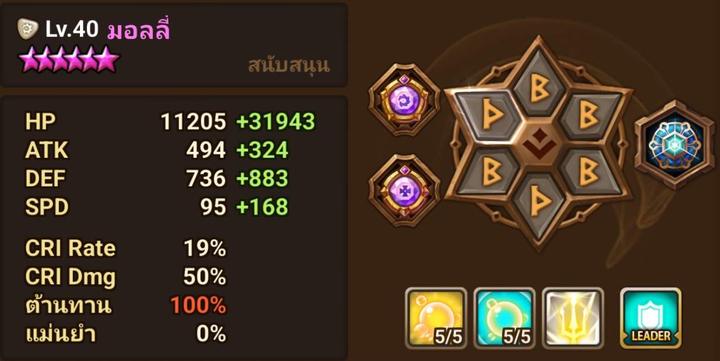 Lv.40 มอลลี่
สนับสนุน
HP 11205 +31943
ATK 494 +324
DEF 736 +883
SPD 95 +168
CRI Rate 19%
CRI Dmg 50%
ต้านทาน 100%
แม่นยำ 0%
5/5 5/5 LEADER